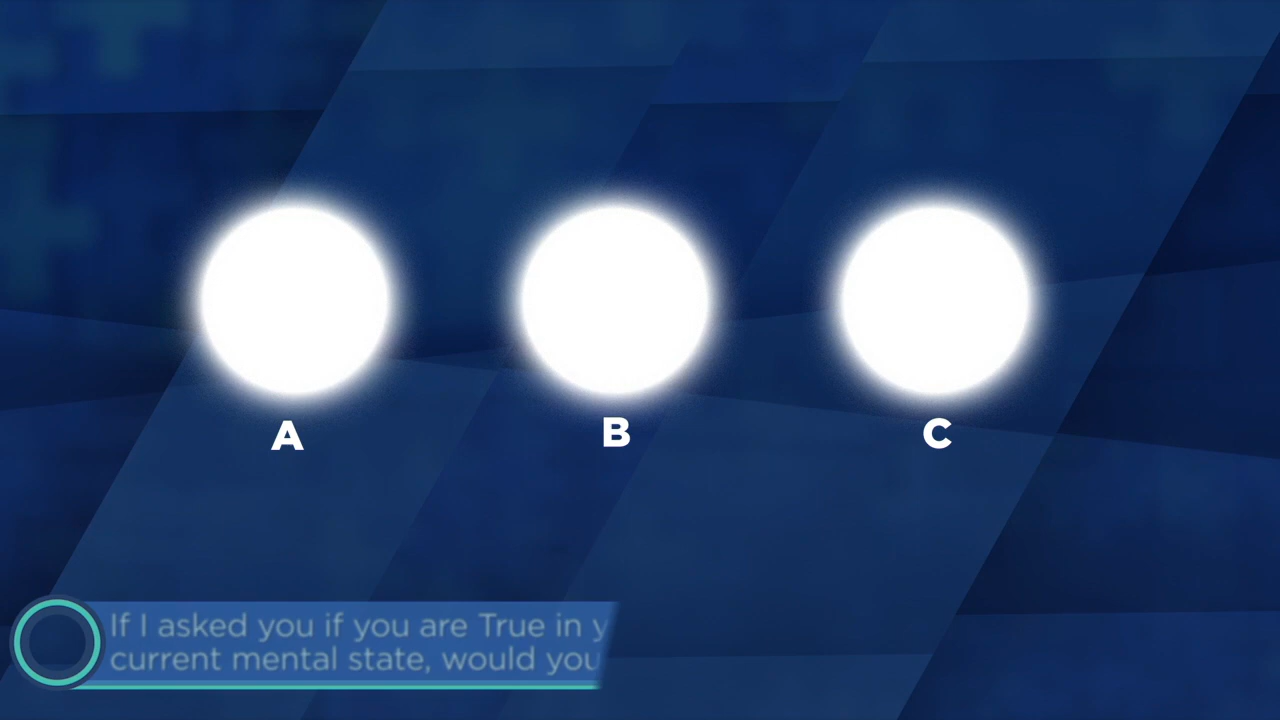 A
B
C
If I asked you if you are True in y
current mental state, would you